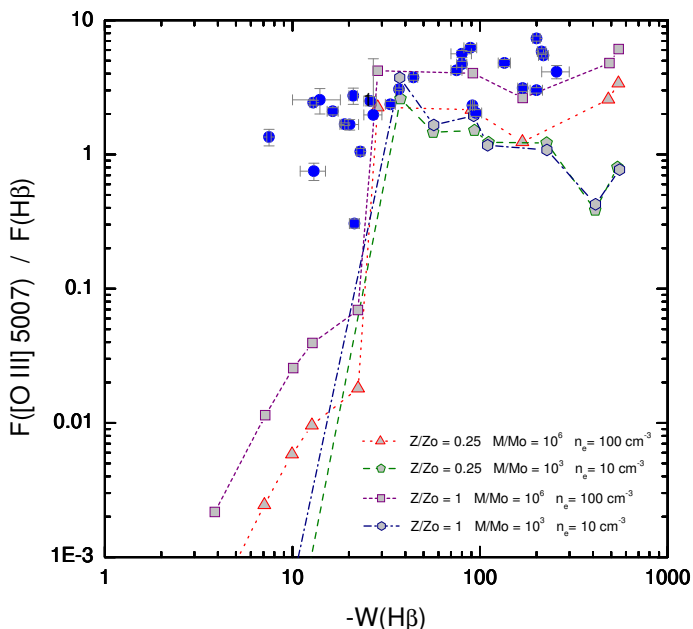 10
1
0.1
0.01
1E-3
F([O III] 5007) / F(Hβ)
Z/Zo = 0.25 M/Mo = 10⁶ nₑ= 100 cm⁻³
Z/Zo = 0.25 M/Mo = 10³ nₑ= 10 cm⁻³
Z/Zo = 1 M/Mo = 10⁶ nₑ= 100 cm⁻³
Z/Zo = 1 M/Mo = 10³ nₑ= 10 cm⁻³
1 10 100 1000
-W(Hβ)